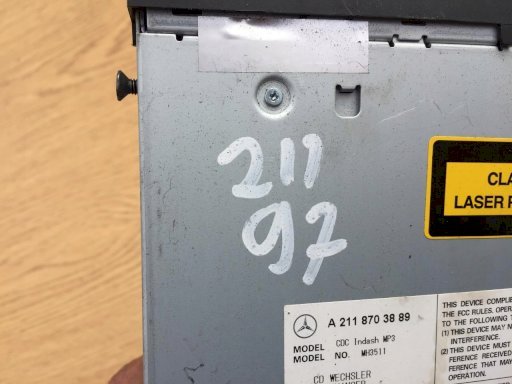 211
97
CLA
LASER P
A 211 870 38 89
MODEL CDC Indash MP3
MODEL NO. MH3511
CD WECHSLER
THIS DEVICE COMPLIE
THE FCC RULES. OPER
TO THE FOLLOWING T
(1) THIS DEVICE MAY N
INTERFERENCE.
(2) THIS DEVICE MUST
FERENCE RECEIVED
FERENCE THAT MAY
OPERATION.